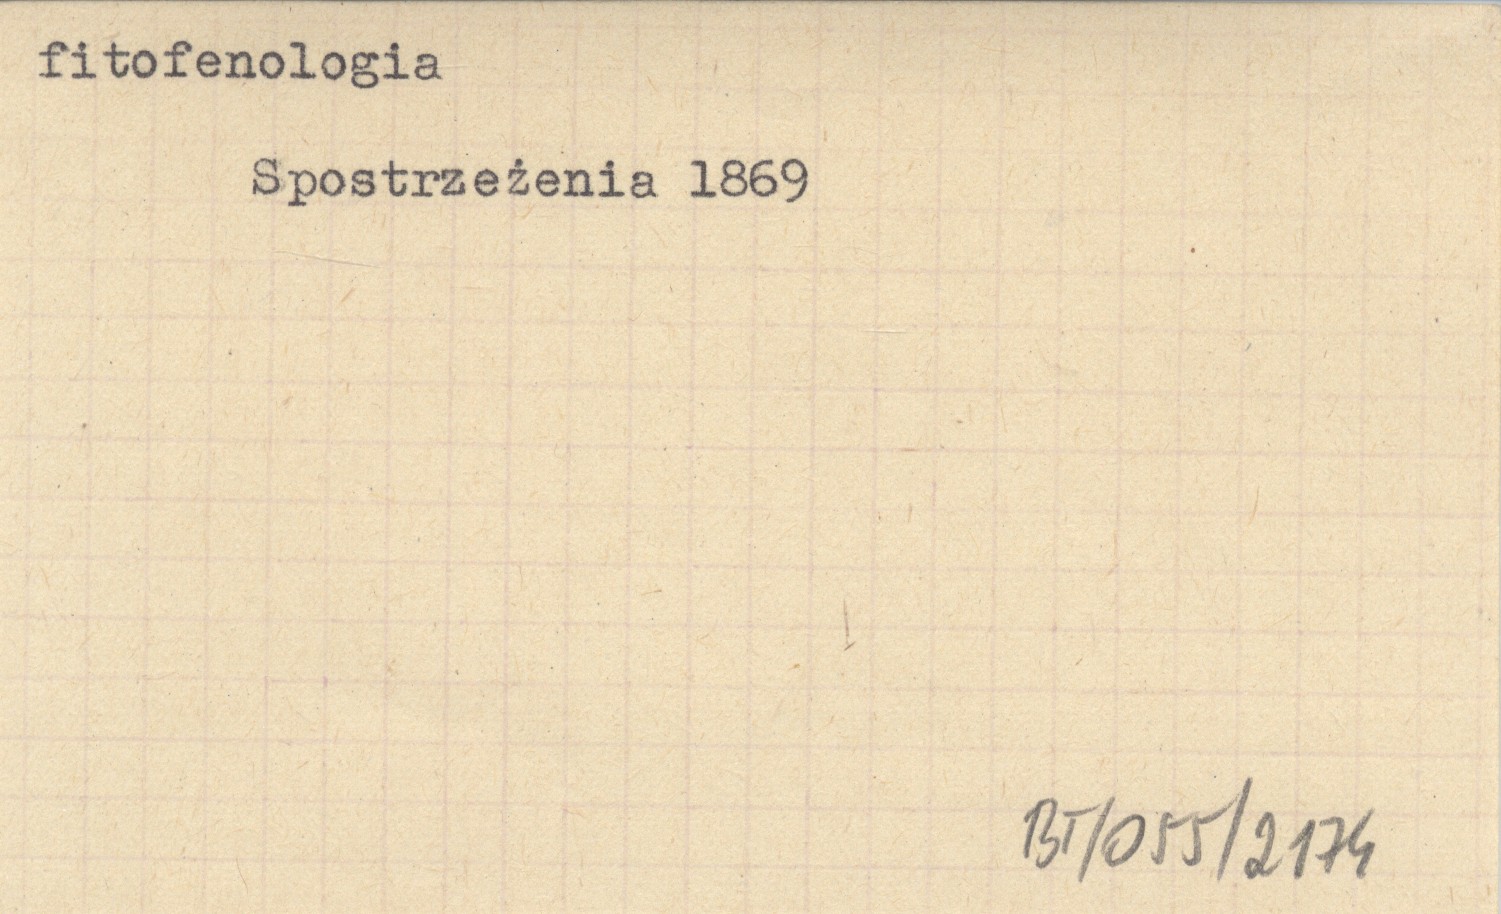 fitofenologia
Spostrzeżenia 1869
BT/055/2174